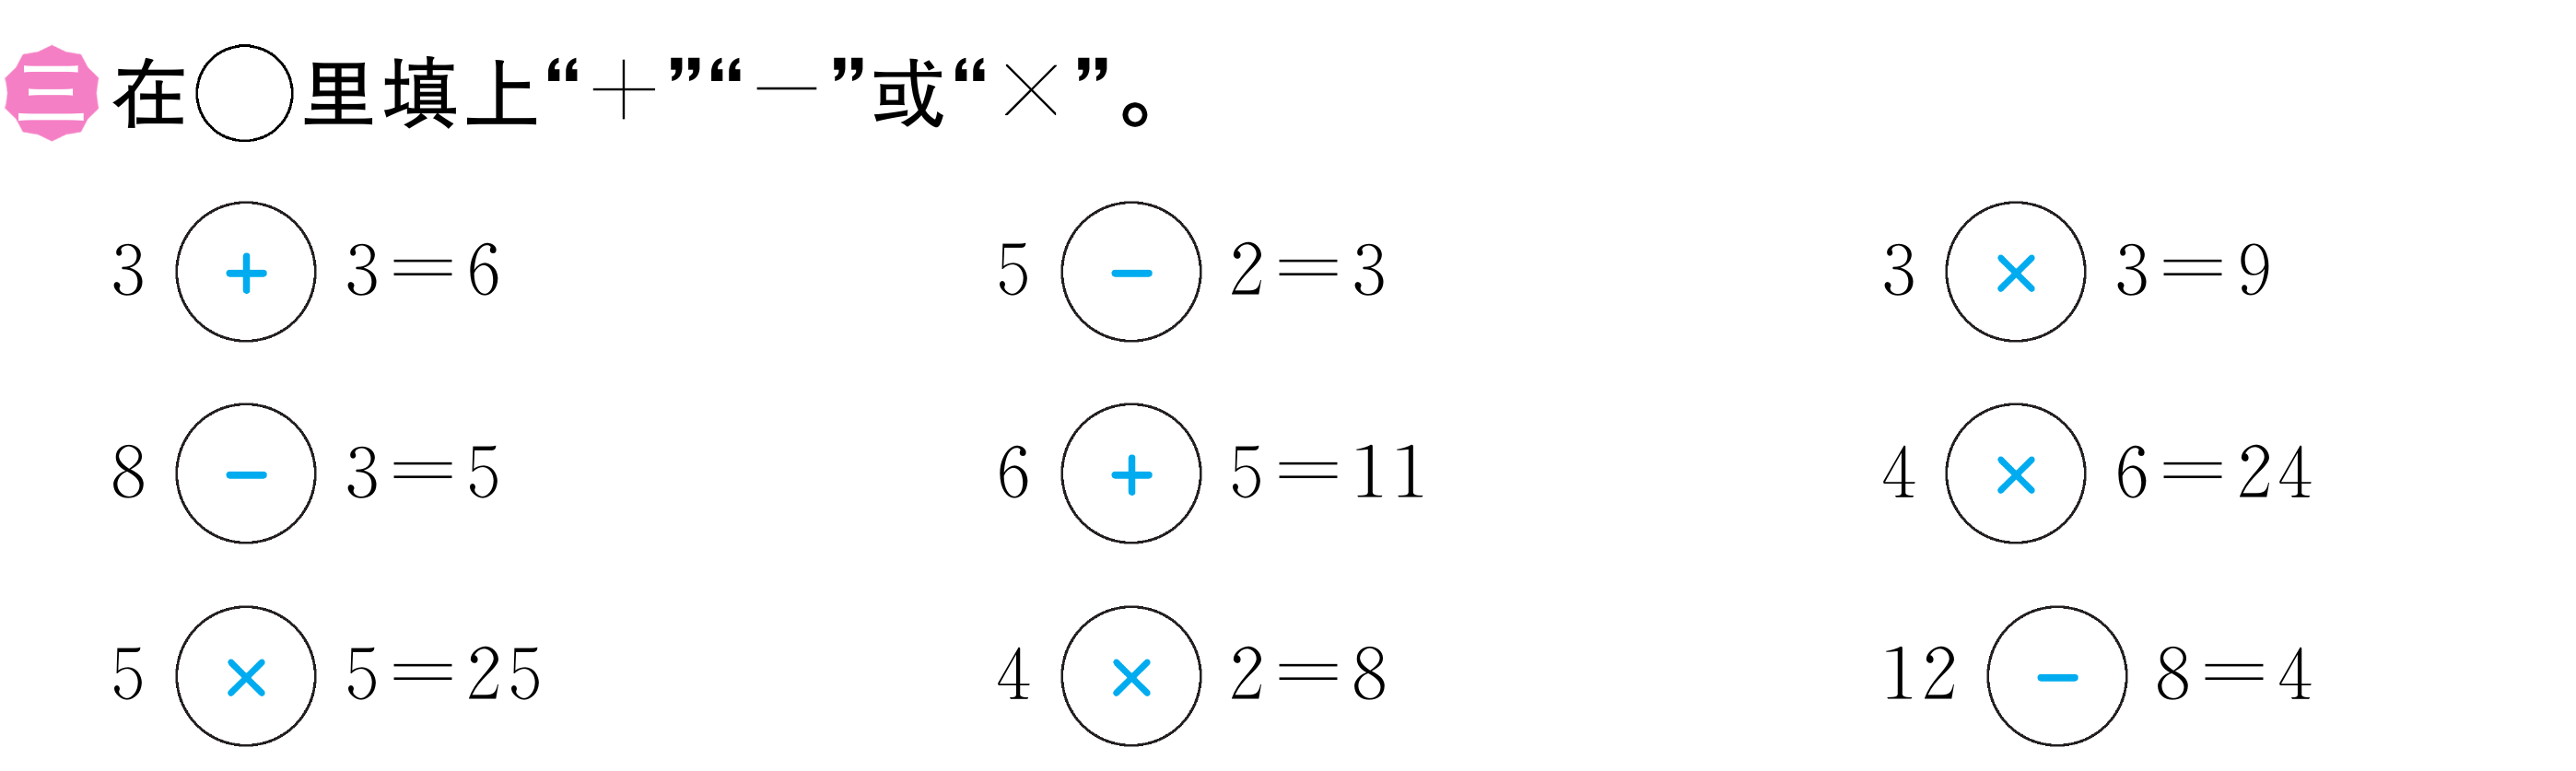 三 在○里填上“＋”“－”或“×”。
3 + 3=6 5 - 2=3 3 × 3=9
8 - 3=5 6 + 5=11 4 × 6=24
5 × 5=25 4 × 2=8 12 - 8=4